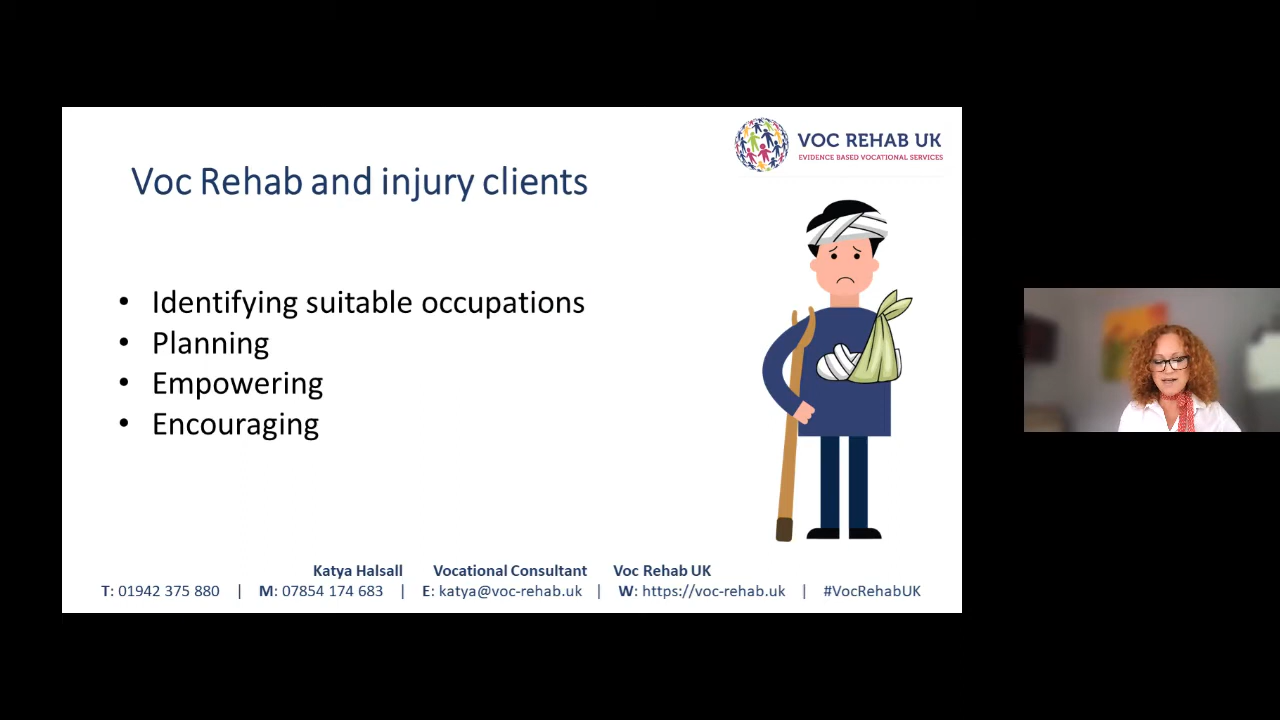 VOC REHAB UK
EVIDENCE BASED VOCATIONAL SERVICES
Voc Rehab and injury clients
• Identifying suitable occupations
• Planning
• Empowering
• Encouraging
Katya Halsall Vocational Consultant Voc Rehab UK
T: 01942 375 880 | M: 07854 174 683 | E: katya@voc-rehab.uk | W: https://voc-rehab.uk | #VocRehabUK